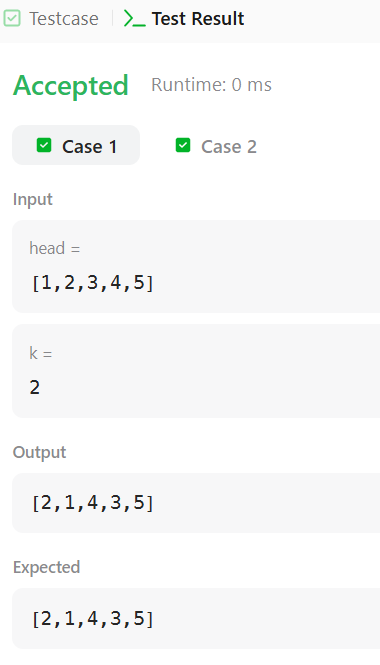 Testcase | Test Result
Accepted Runtime: 0 ms
Case 1 Case 2
Input
head =
[1,2,3,4,5]
k =
2
Output
[2,1,4,3,5]
Expected
[2,1,4,3,5]